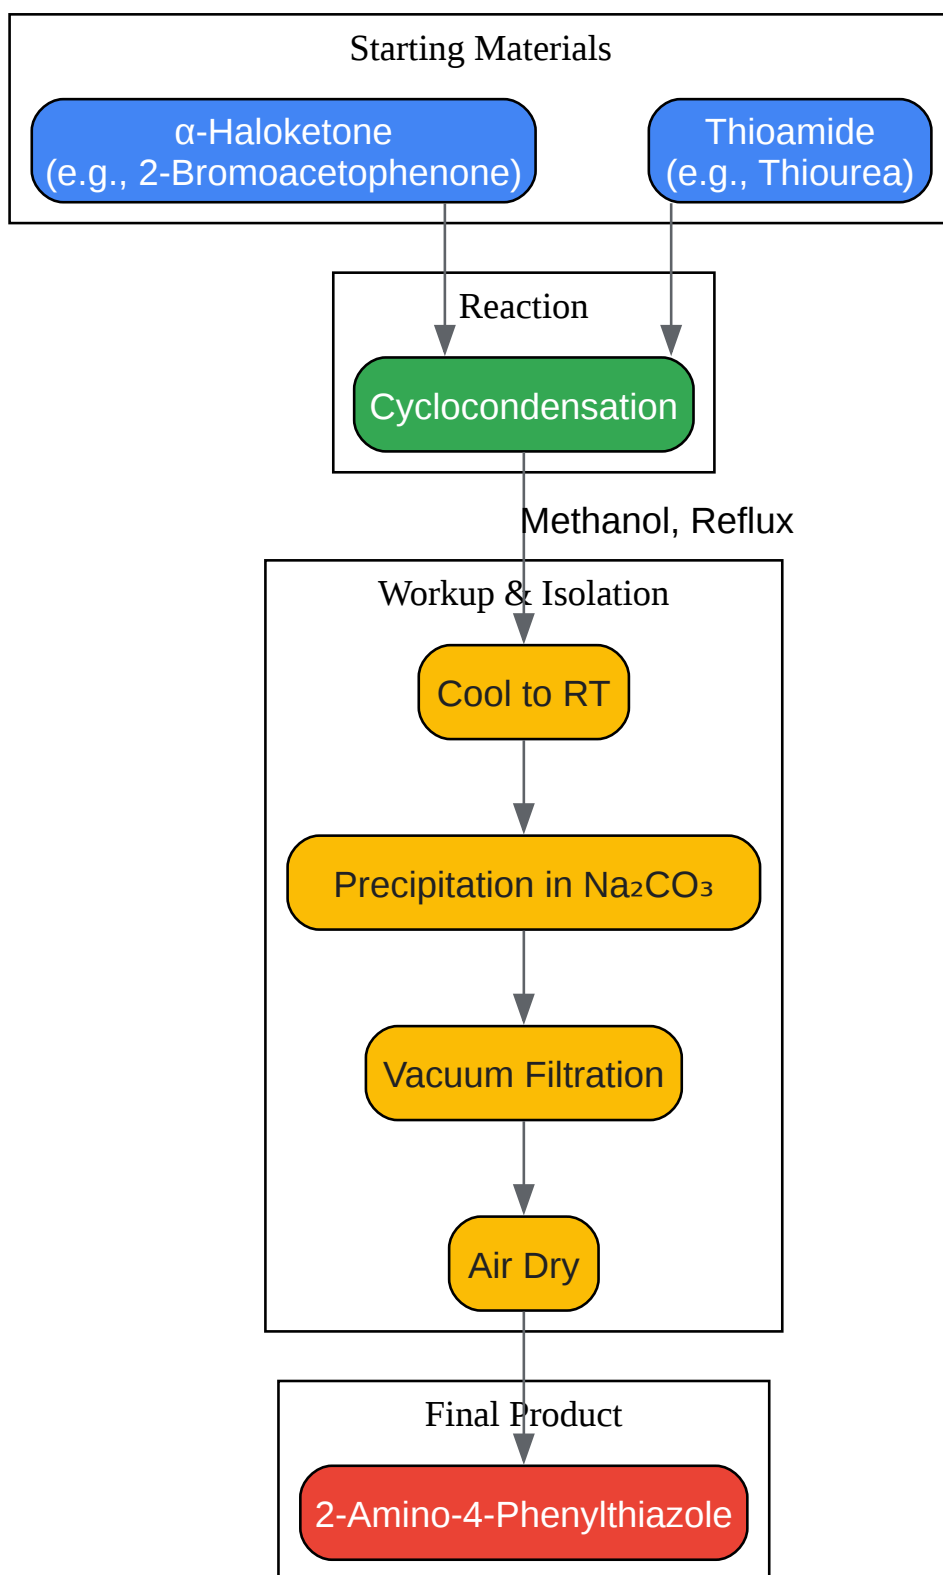 Starting Materials
α-Haloketone
(e.g., 2-Bromoacetophenone)
Thioamide
(e.g., Thiourea)
Reaction
Cyclocondensation
Methanol, Reflux
Workup & Isolation
Cool to RT
Precipitation in Na₂CO₃
Vacuum Filtration
Air Dry
Final Product
2-Amino-4-Phenylthiazole